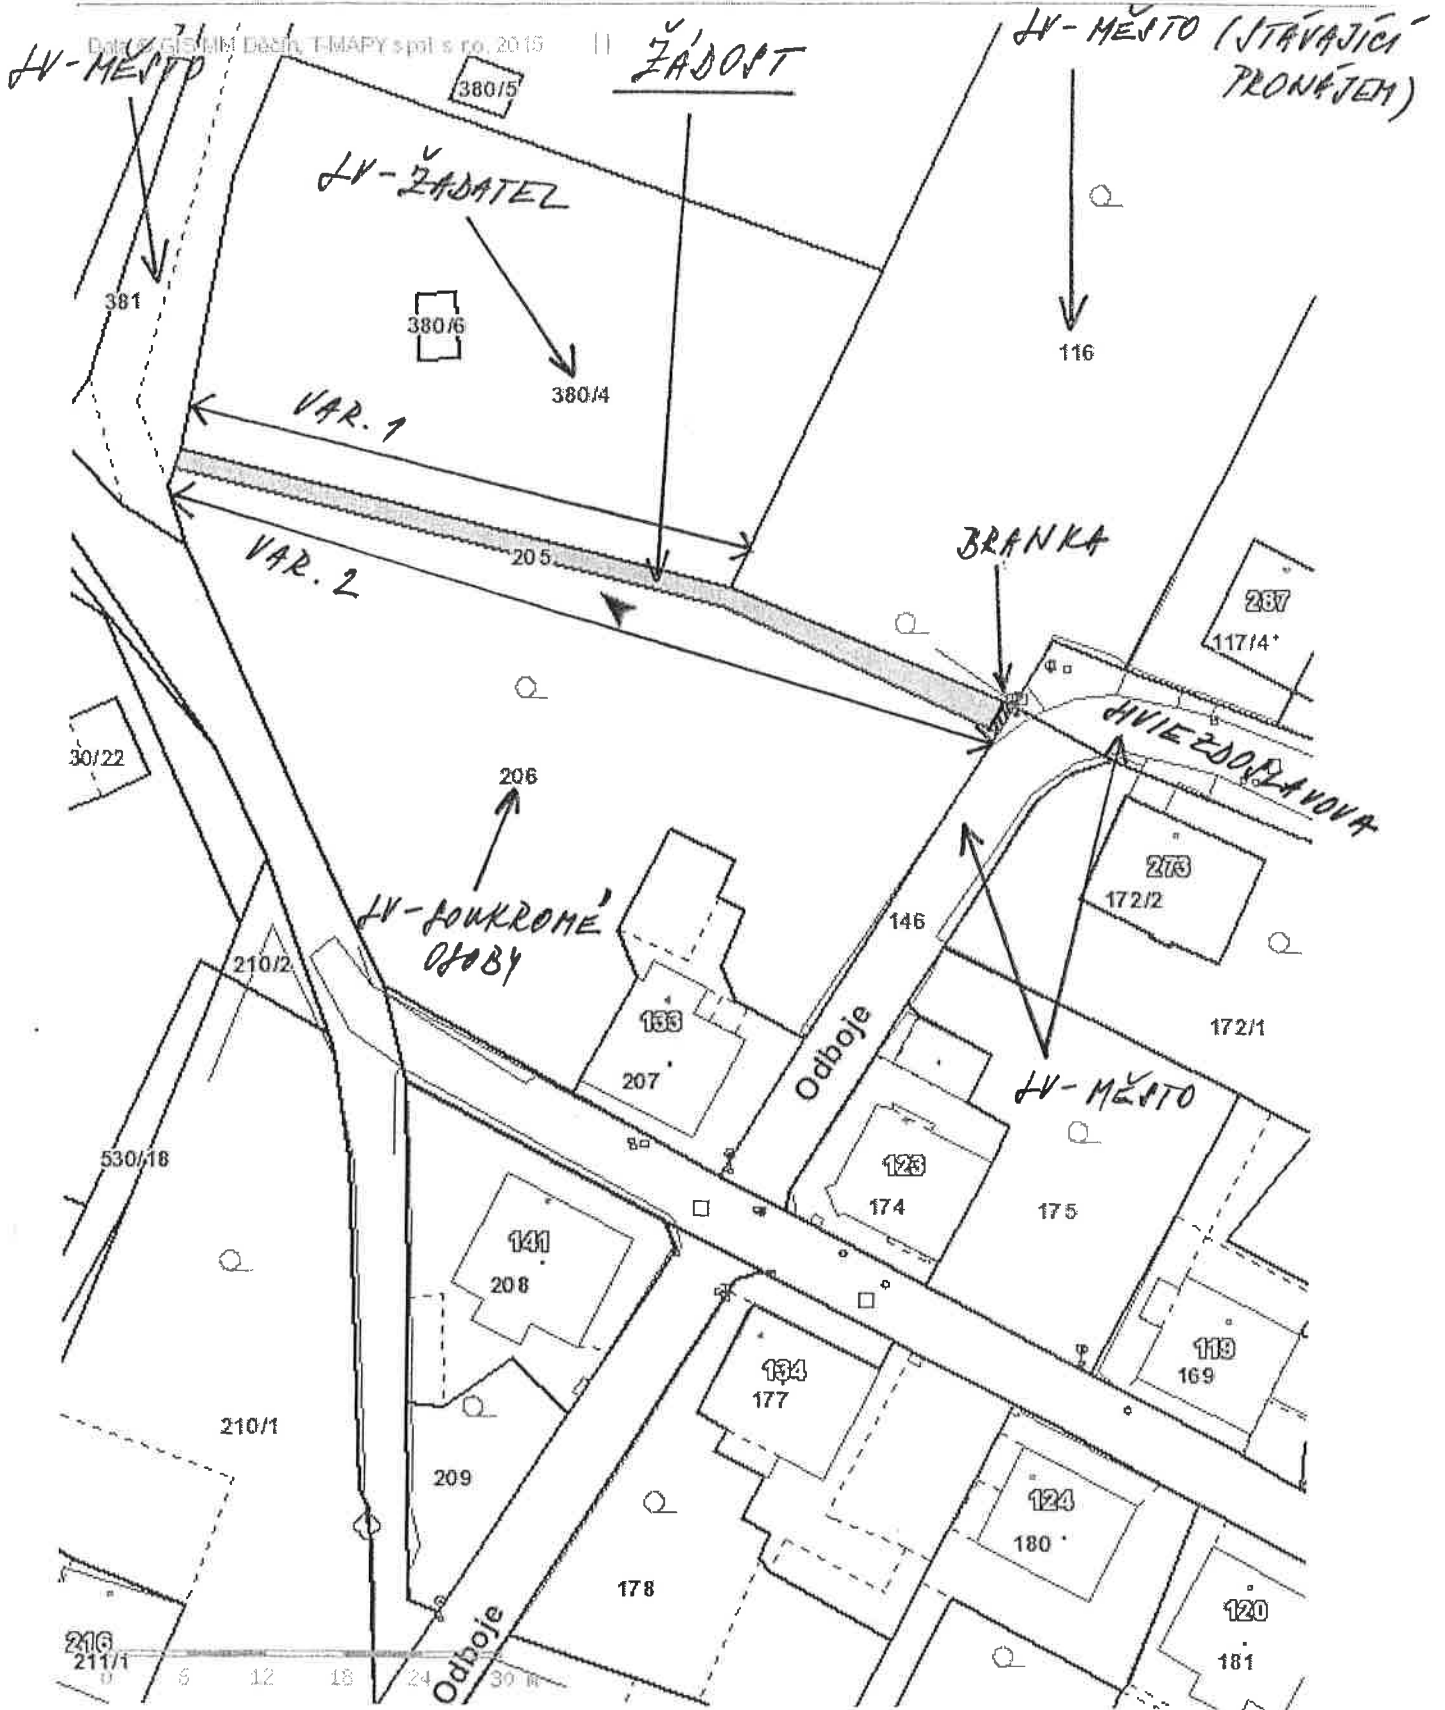 Data © GIS MM Děčín, T-MAPY spol. s r.o. 2015
LV-MĚSTO
ŽÁDOST
LV-MĚSTO (STÁVAJÍCÍ
PRONÁJEM)
380/5
LV-ŽADATEL
381
380/6
380/4
116
VAR. 1
VAR. 2
205
BRANKA
287
117/4
HVIEZDOSLAVOVA
30/22
206
273
172/2
LV-SOUKROMÉ
OSOBY
146
210/2
133
207
Odboje
172/1
LV-MĚSTO
530/18
123
174
175
141
208
119
169
134
177
210/1
209
124
180
178
120
181
216
211/1
Odboje
0 6 12 18 24 30 m